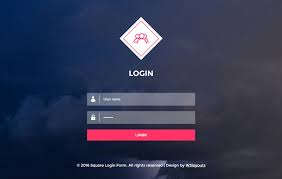 LOGIN
User name
LOGIN
© 2016 Square Login Form. All rights reserved | Design by W3layouts